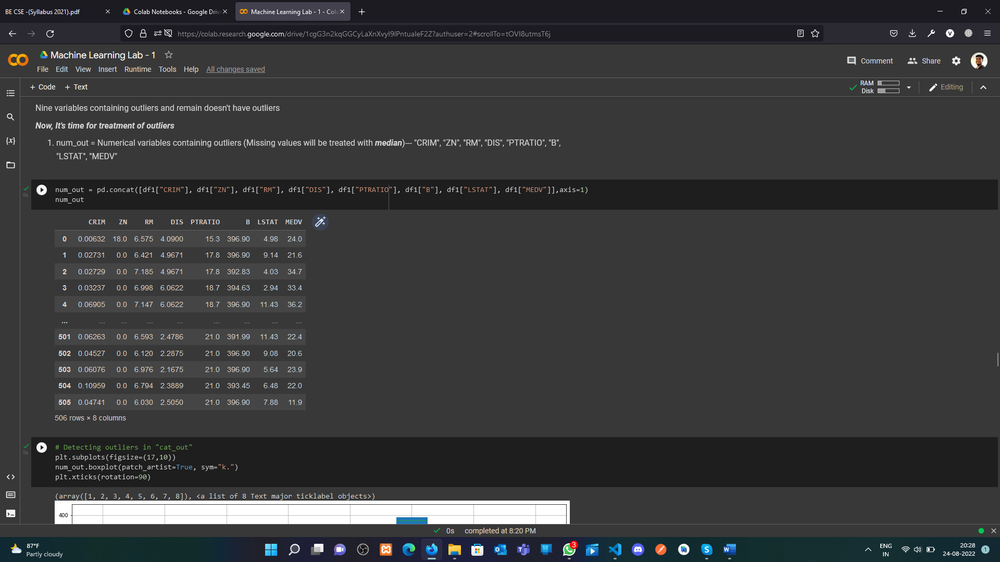 BE CSE -(Syllabus 2021).pdf
Colab Notebooks - Google Drive
Machine Learning Lab - 1 - Cola
https://colab.research.google.com/drive/1cgG3n2kqGGCyLaXnXvyI9lPntuaIeF2Z?authuser=2#scrollTo=tOVI8utmsT6j
Machine Learning Lab - 1
File Edit View Insert Runtime Tools Help All changes saved
Comment Share
+ Code + Text
RAM
Disk
Editing
Nine variables containing outliers and remain doesn't have outliers
Now, It's time for treatment of outliers
1. num_out = Numerical variables containing outliers (Missing values will be treated with median)--- "CRIM", "ZN", "RM", "DIS", "PTRATIO", "B",
"LSTAT", "MEDV"
0s
num_out = pd.concat([df1["CRIM"], df1["ZN"], df1["RM"], df1["DIS"], df1["PTRATIO"], df1["B"], df1["LSTAT"], df1["MEDV"]],axis=1)
num_out
CRIM ZN RM DIS PTRATIO B LSTAT MEDV
0 0.00632 18.0 6.575 4.0900 15.3 396.90 4.98 24.0
1 0.02731 0.0 6.421 4.9671 17.8 396.90 9.14 21.6
2 0.02729 0.0 7.185 4.9671 17.8 392.83 4.03 34.7
3 0.03237 0.0 6.998 6.0622 18.7 394.63 2.94 33.4
4 0.06905 0.0 7.147 6.0622 18.7 396.90 11.43 36.2
... ... ... ... ... ... ... ... ...
501 0.06263 0.0 6.593 2.4786 21.0 391.99 11.43 22.4
502 0.04527 0.0 6.120 2.2875 21.0 396.90 9.08 20.6
503 0.06076 0.0 6.976 2.1675 21.0 396.90 5.64 23.9
504 0.10959 0.0 6.794 2.3889 21.0 393.45 6.48 22.0
505 0.04741 0.0 6.030 2.5050 21.0 396.90 7.88 11.9
506 rows × 8 columns
0s
# Detecting outliers in "cat_out"
plt.subplots(figsize=(17,10))
num_out.boxplot(patch_artist=True, sym="k.")
plt.xticks(rotation=90)
(array([1, 2, 3, 4, 5, 6, 7, 8]), <a list of 8 Text major ticklabel objects>)
400
0s completed at 8:20 PM
87°F
Partly cloudy
3
ENG
IN
20:28
24-08-2022
1